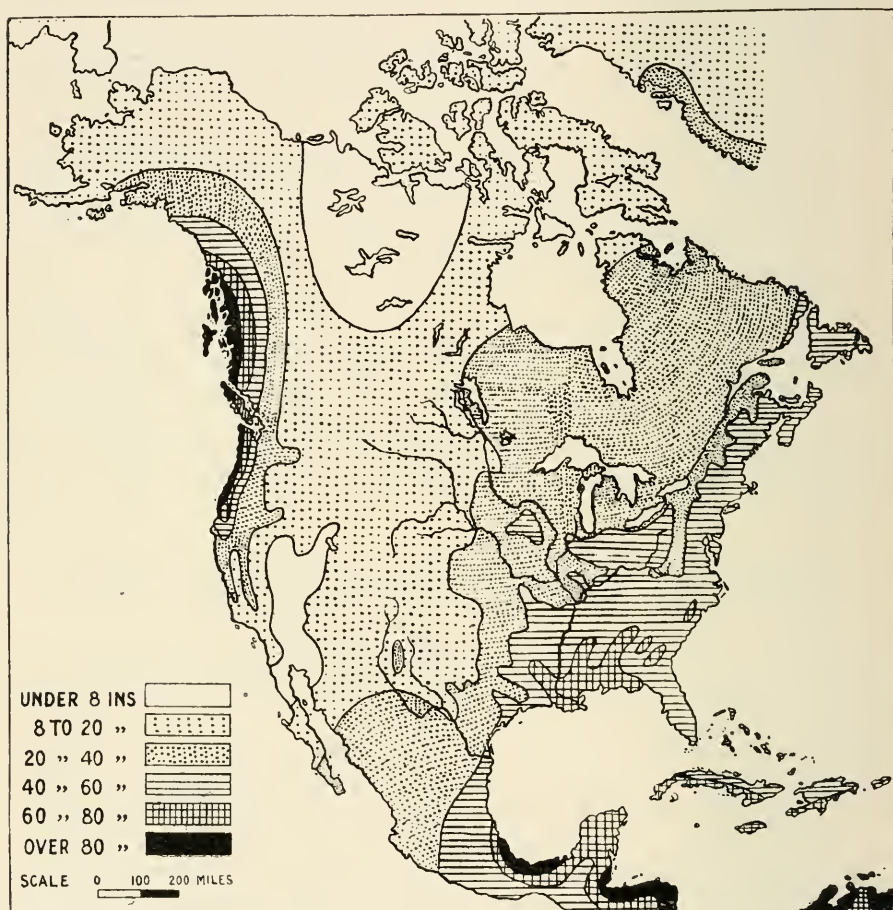 UNDER 8 INS
8 TO 20 „
20 „ 40 „
40 „ 60 „
60 „ 80 „
OVER 80 „
SCALE 0 100 200 MILES